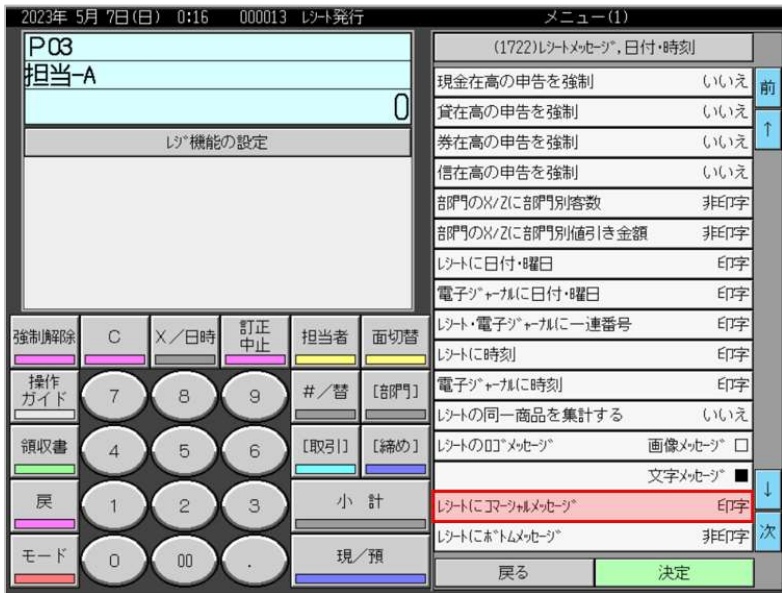 2023年 5月 7日(日) 0:16 000013 ﾚｼｰﾄ発行
メニュー(1)
P03
担当-A
0
ﾚｼﾞ機能の設定
(1722)ﾚｼｰﾄﾒｯｾｰｼﾞ,日付・時刻
現金在高の申告を強制 いいえ
貸在高の申告を強制 いいえ
券在高の申告を強制 いいえ
信在高の申告を強制 いいえ
部門のX/Zに部門別客数 非印字
部門のX/Zに部門別値引き金額 非印字
ﾚｼｰﾄに日付・曜日 印字
電子ｼﾞｬｰﾅﾙに日付・曜日 印字
ﾚｼｰﾄ・電子ｼﾞｬｰﾅﾙに一連番号 印字
ﾚｼｰﾄに時刻 印字
電子ｼﾞｬｰﾅﾙに時刻 印字
ﾚｼｰﾄの同一商品を集計する いいえ
ﾚｼｰﾄのﾛｺﾞﾒｯｾｰｼﾞ 画像ﾒｯｾｰｼﾞ □
文字ﾒｯｾｰｼﾞ ■
ﾚｼｰﾄにｺﾏｰｼｬﾙﾒｯｾｰｼﾞ 印字
ﾚｼｰﾄにﾎﾞﾄﾑﾒｯｾｰｼﾞ 非印字
前
↑
↓
次
戻る 決定
強制解除 C X／日時 訂正 担当者 面切替
中止
操作 7 8 9 #／替 [部門]
ガイド
領収書 4 5 6 [取引] [締め]
戻 1 2 3 小 計
モード 0 00 . 現／預